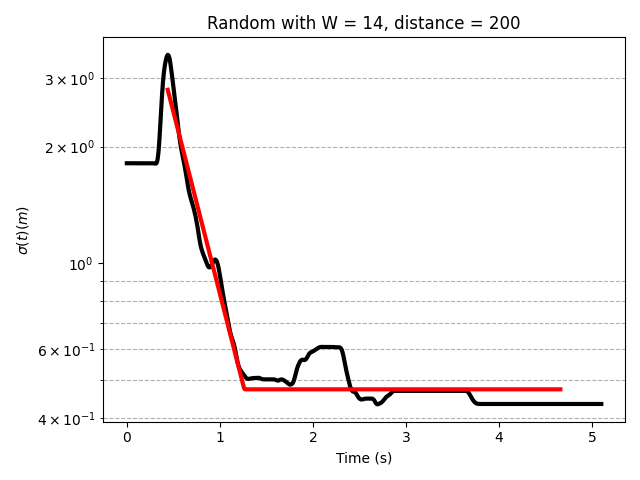 Random with W = 14, distance = 200
σ(t)(m)
3 × 10⁰
2 × 10⁰
10⁰
6 × 10⁻¹
4 × 10⁻¹
0 1 2 3 4 5
Time (s)